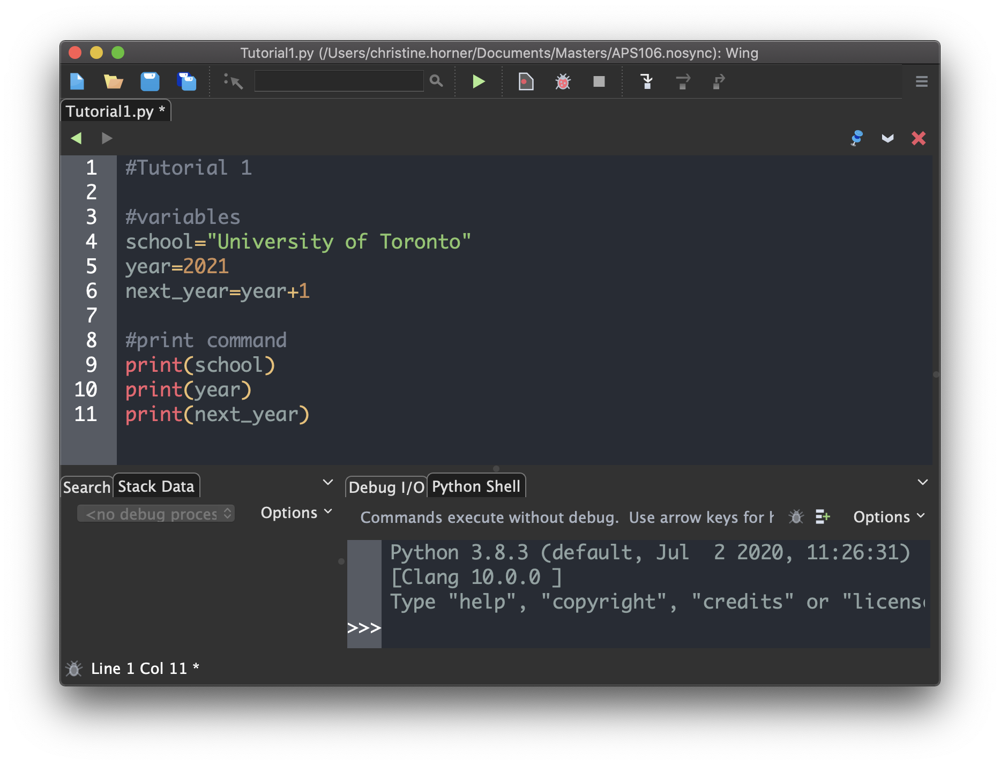 Tutorial1.py (/Users/christine.horner/Documents/Masters/APS106.nosync): Wing
Tutorial1.py *
1 #Tutorial 1
2
3 #variables
4 school="University of Toronto"
5 year=2021
6 next_year=year+1
7
8 #print command
9 print(school)
10 print(year)
11 print(next_year)
Search Stack Data
<no debug proces Options
Debug I/O Python Shell
Commands execute without debug. Use arrow keys for Options
Python 3.8.3 (default, Jul  2 2020, 11:26:31)
[Clang 10.0.0 ]
Type "help", "copyright", "credits" or "licens
>>>
Line 1 Col 11 *